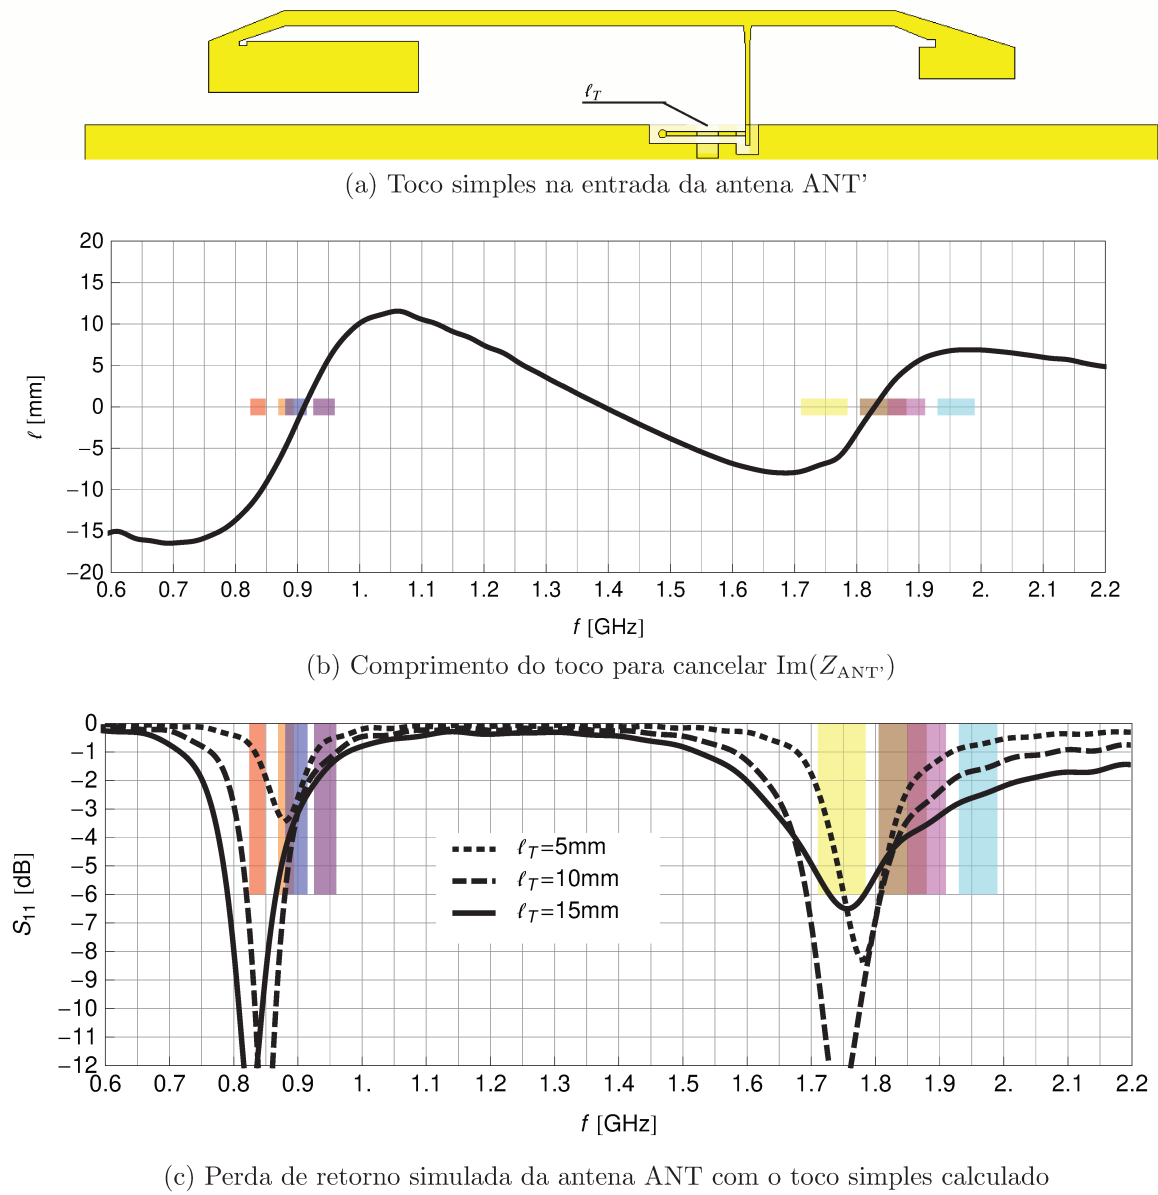 ℓT
(a) Toco simples na entrada da antena ANT'
20
15
10
5
0
−5
−10
−15
−20
ℓ [mm]
0.6 0.7 0.8 0.9 1. 1.1 1.2 1.3 1.4 1.5 1.6 1.7 1.8 1.9 2. 2.1 2.2
f [GHz]
(b) Comprimento do toco para cancelar Im(ZANT')
0
−1
−2
−3
−4
−5
−6
−7
−8
−9
−10
−11
−12
S11 [dB]
ℓT=5mm
ℓT=10mm
ℓT=15mm
0.6 0.7 0.8 0.9 1. 1.1 1.2 1.3 1.4 1.5 1.6 1.7 1.8 1.9 2. 2.1 2.2
f [GHz]
(c) Perda de retorno simulada da antena ANT com o toco simples calculado